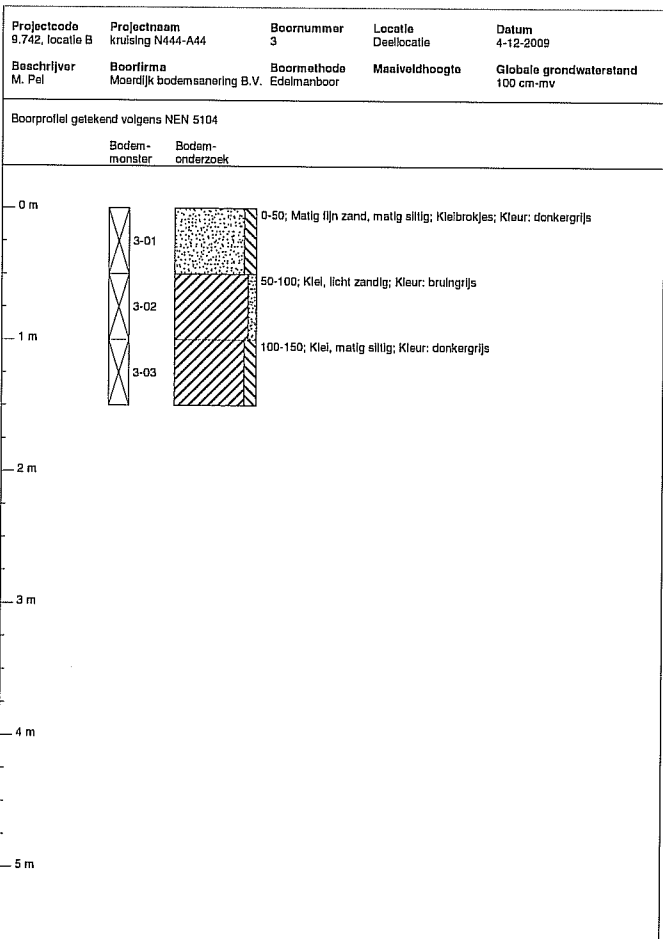 Projectcode Projectnaam Boornummer Locatie Datum
9.742, locatie B kruising N444-A44 3 Deellocatie 4-12-2009
Beschrijver Boorfirma Boormethode Maaiveldhoogte Globale grondwaterstand
M. Pel Moerdijk bodemsanering B.V. Edelmanboor 100 cm-mv
Boorprofiel getekend volgens NEN 5104
Bodem- Bodem-
monster onderzoek
0 m
0-50; Matig fijn zand, matig siltig; Kleibrokjes; Kleur: donkergrijs
3-01
50-100; Klei, licht zandig; Kleur: bruingrijs
3-02
1 m
100-150; Klei, matig siltig; Kleur: donkergrijs
3-03
2 m
3 m
4 m
5 m